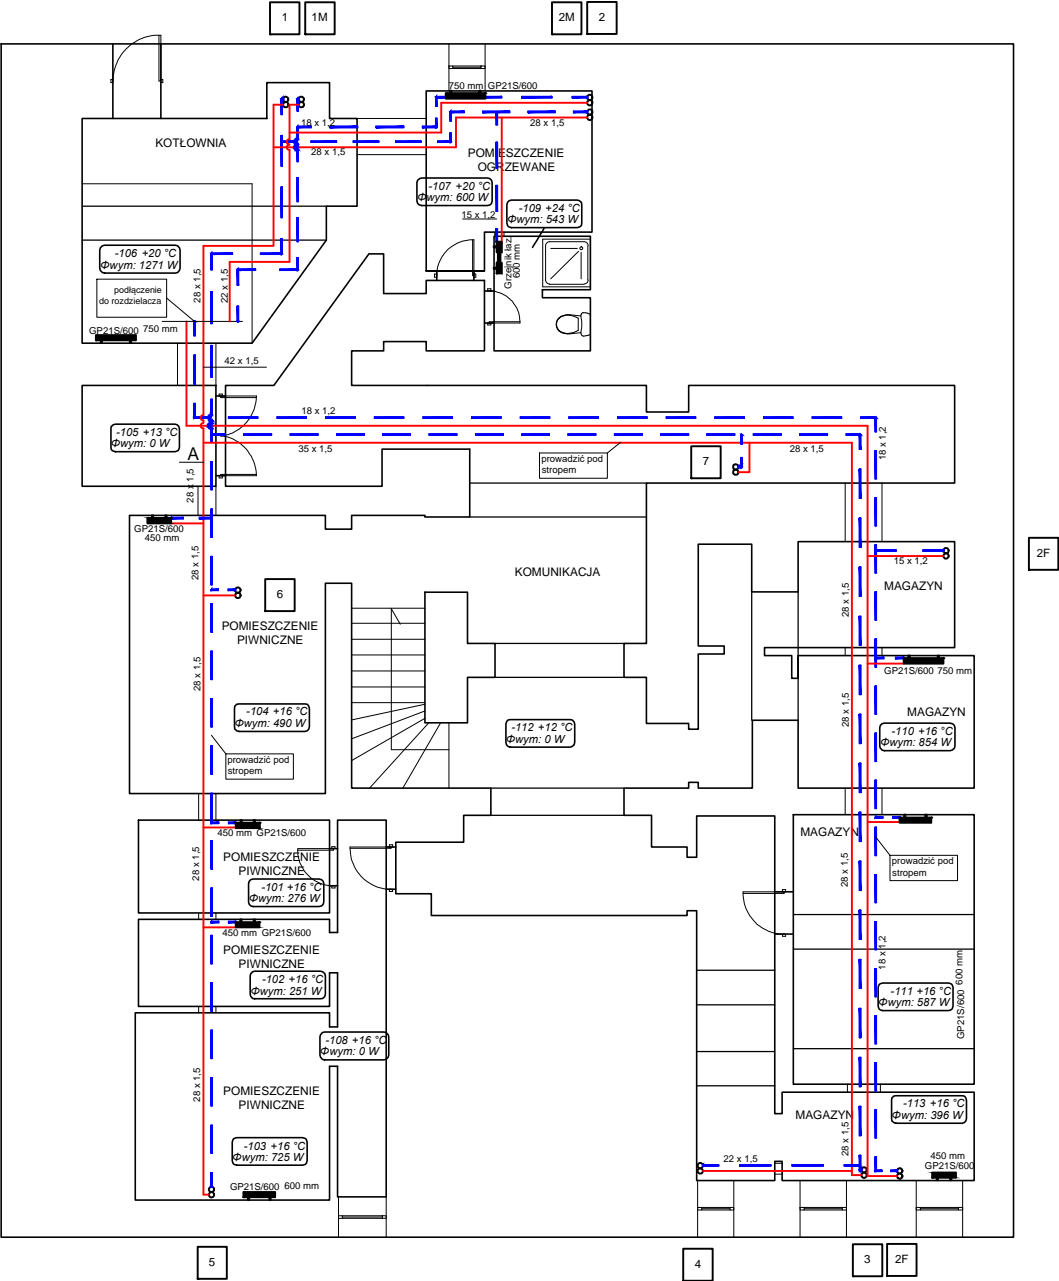 1
1M
2M
2
750 mm GP21S/600
18 x 1,2
28 x 1,5
28 x 1,5
KOTŁOWNIA
POMIESZCZENIE
OGRZEWANE
-107 +20 °C
Φwym: 600 W
-109 +24 °C
Φwym: 543 W
15 x 1,2
Grzejnik łaz.
600 mm
-106 +20 °C
Φwym: 1271 W
28 x 1,5
22 x 1,5
podłączenie
do rozdzielacza
GP21S/600 750 mm
42 x 1,5
18 x 1,2
18 x 1,2
-105 +13 °C
Φwym: 0 W
A
35 x 1,5
prowadzić pod
stropem
7
28 x 1,5
28 x 1,5
GP21S/600
450 mm
28 x 1,5
2F
15 x 1,2
MAGAZYN
KOMUNIKACJA
6
28 x 1,5
POMIESZCZENIE
PIWNICZNE
28 x 1,5
GP21S/600 750 mm
-104 +16 °C
Φwym: 490 W
-112 +12 °C
Φwym: 0 W
28 x 1,5
MAGAZYN
-110 +16 °C
Φwym: 854 W
prowadzić pod
stropem
450 mm GP21S/600
MAGAZYN
28 x 1,5
POMIESZCZENIE
PIWNICZNE
28 x 1,5
prowadzić pod
stropem
-101 +16 °C
Φwym: 276 W
450 mm GP21S/600
POMIESZCZENIE
PIWNICZNE
18 x 1,2
-102 +16 °C
Φwym: 251 W
-111 +16 °C
Φwym: 587 W
GP21S/600 600 mm
-108 +16 °C
Φwym: 0 W
28 x 1,5
POMIESZCZENIE
PIWNICZNE
MAGAZYN
-113 +16 °C
Φwym: 396 W
28 x 1,5
-103 +16 °C
Φwym: 725 W
22 x 1,5
450 mm
GP21S/600
GP21S/600 600 mm
5
4
3
2F